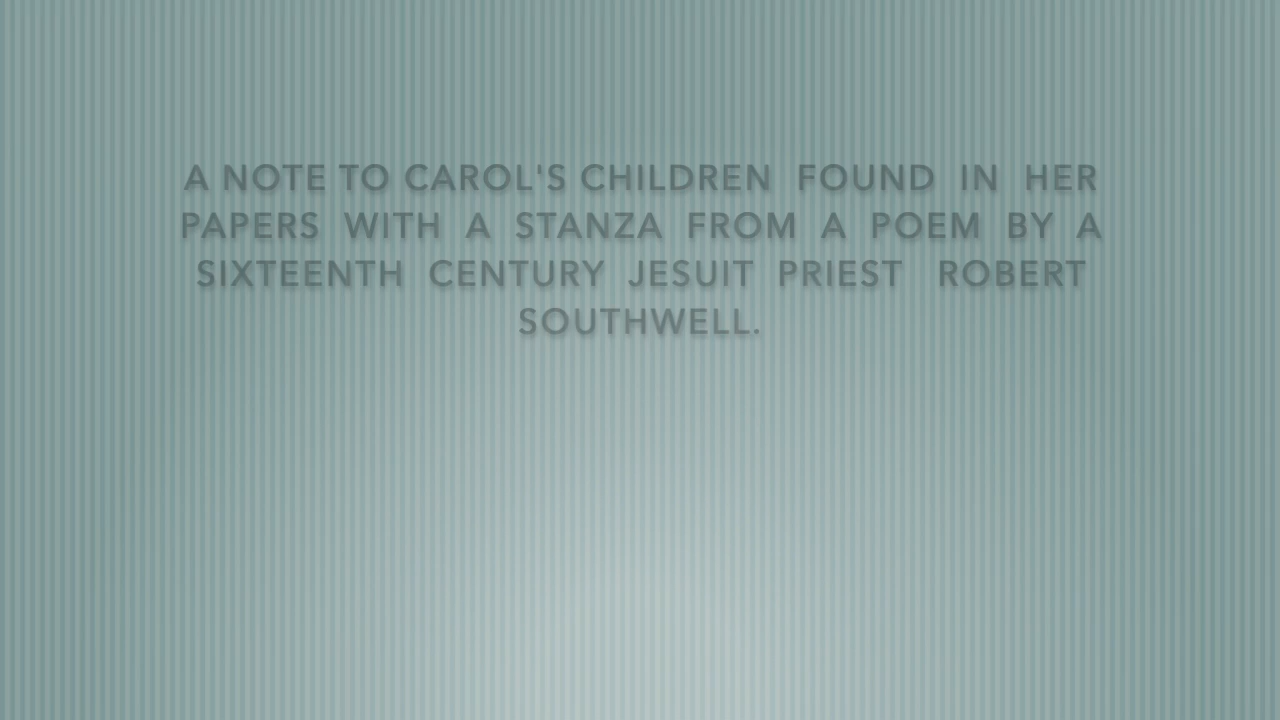 A NOTE TO CAROL'S CHILDREN FOUND IN HER
PAPERS WITH A STANZA FROM A POEM BY A
SIXTEENTH CENTURY JESUIT PRIEST ROBERT
SOUTHWELL.